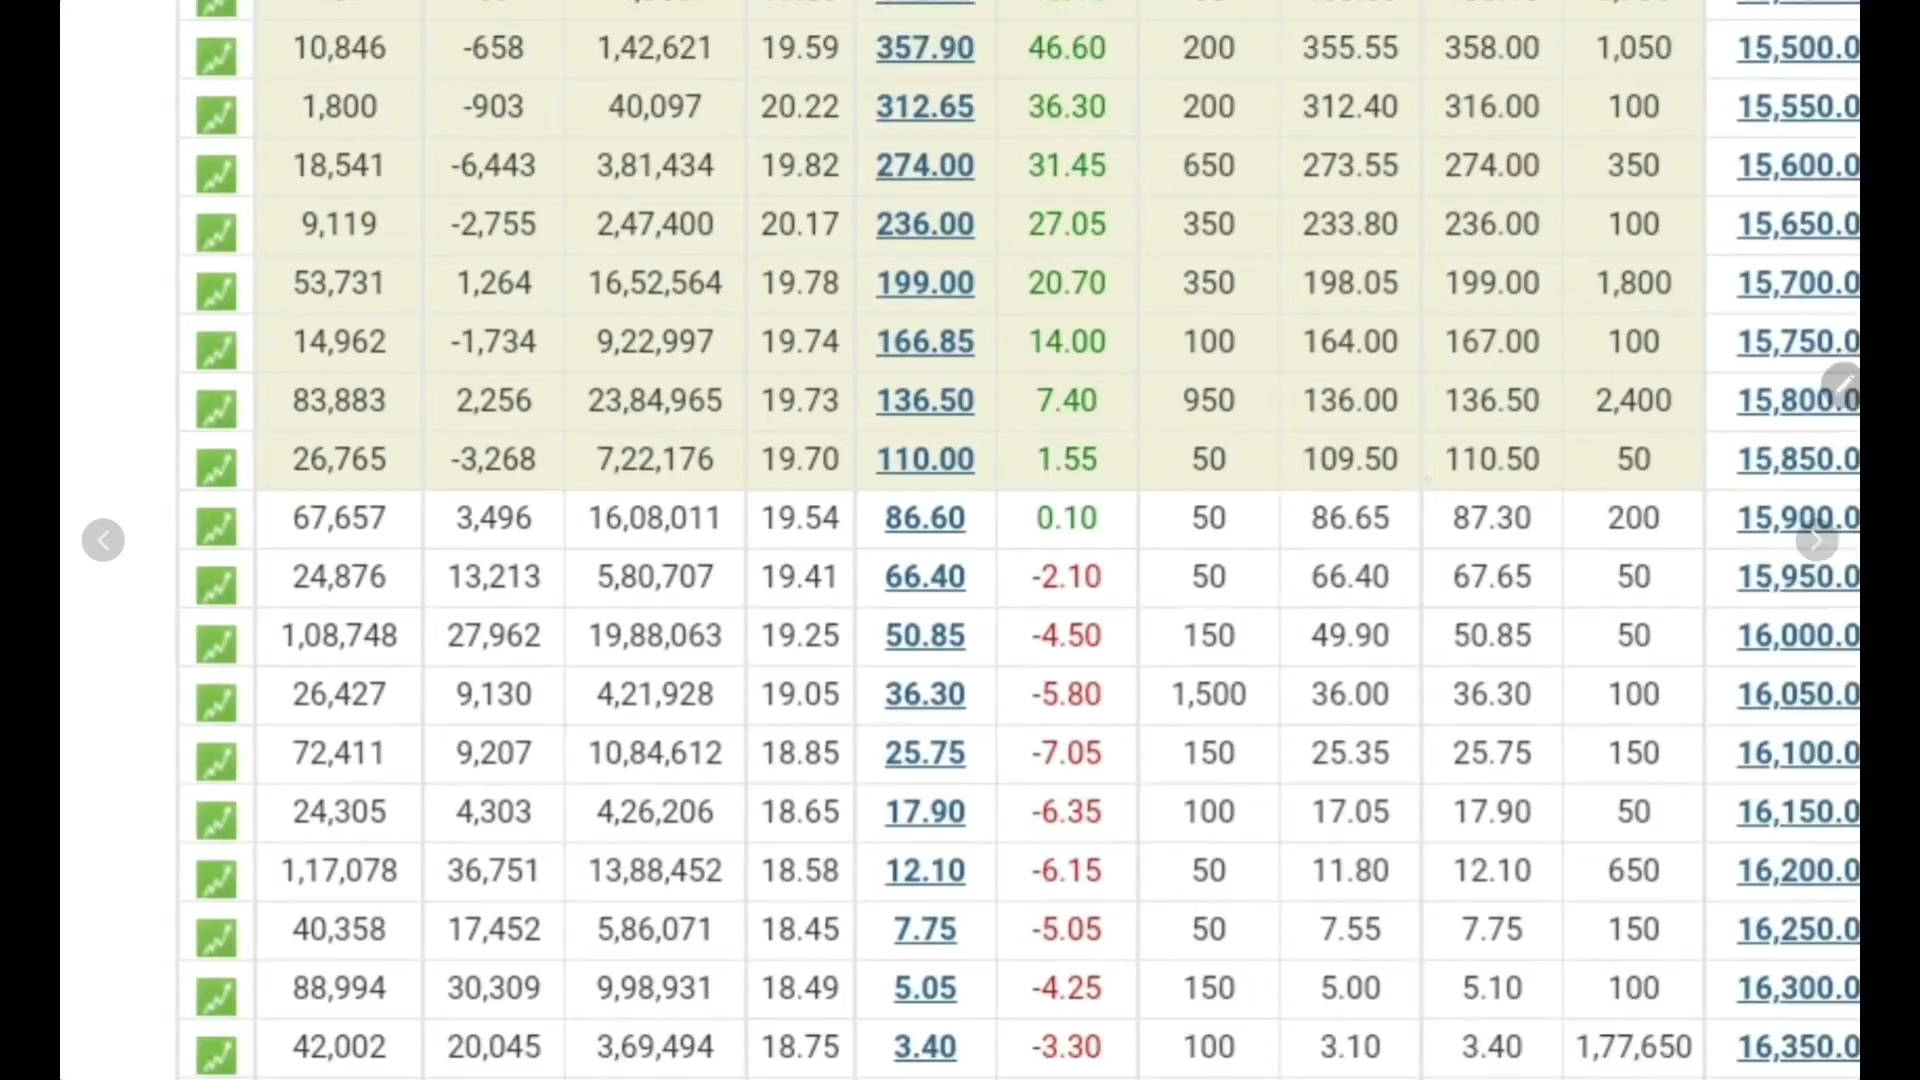 10,846 -658 1,42,621 19.59 357.90 46.60 200 355.55 358.00 1,050 15,500.0
1,800 -903 40,097 20.22 312.65 36.30 200 312.40 316.00 100 15,550.0
18,541 -6,443 3,81,434 19.82 274.00 31.45 650 273.55 274.00 350 15,600.0
9,119 -2,755 2,47,400 20.17 236.00 27.05 350 233.80 236.00 100 15,650.0
53,731 1,264 16,52,564 19.78 199.00 20.70 350 198.05 199.00 1,800 15,700.0
14,962 -1,734 9,22,997 19.74 166.85 14.00 100 164.00 167.00 100 15,750.0
83,883 2,256 23,84,965 19.73 136.50 7.40 950 136.00 136.50 2,400 15,800.0
26,765 -3,268 7,22,176 19.70 110.00 1.55 50 109.50 110.50 50 15,850.0
67,657 3,496 16,08,011 19.54 86.60 0.10 50 86.65 87.30 200 15,900.0
24,876 13,213 5,80,707 19.41 66.40 -2.10 50 66.40 67.65 50 15,950.0
1,08,748 27,962 19,88,063 19.25 50.85 -4.50 150 49.90 50.85 50 16,000.0
26,427 9,130 4,21,928 19.05 36.30 -5.80 1,500 36.00 36.30 100 16,050.0
72,411 9,207 10,84,612 18.85 25.75 -7.05 150 25.35 25.75 150 16,100.0
24,305 4,303 4,26,206 18.65 17.90 -6.35 100 17.05 17.90 50 16,150.0
1,17,078 36,751 13,88,452 18.58 12.10 -6.15 50 11.80 12.10 650 16,200.0
40,358 17,452 5,86,071 18.45 7.75 -5.05 50 7.55 7.75 150 16,250.0
88,994 30,309 9,98,931 18.49 5.05 -4.25 150 5.00 5.10 100 16,300.0
42,002 20,045 3,69,494 18.75 3.40 -3.30 100 3.10 3.40 1,77,650 16,350.0